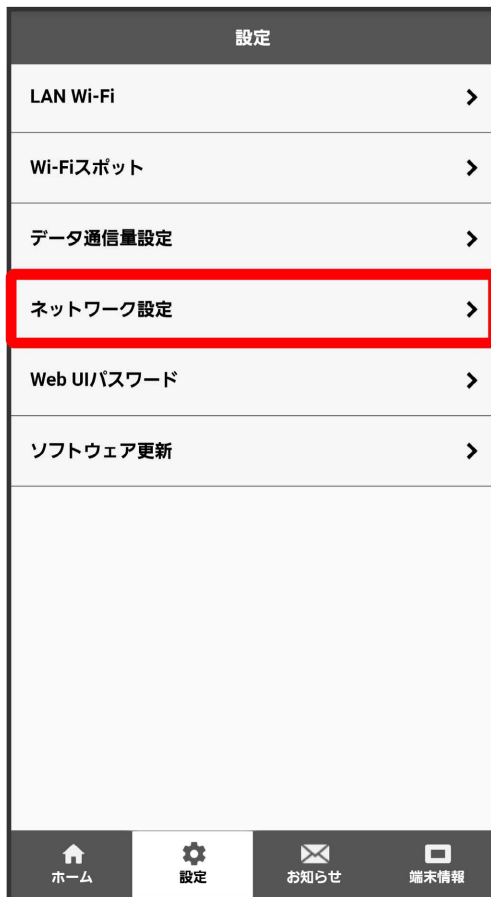 設定
LAN Wi-Fi
Wi-Fiスポット
データ通信量設定
ネットワーク設定
Web UIパスワード
ソフトウェア更新
ホーム
設定
お知らせ
端末情報